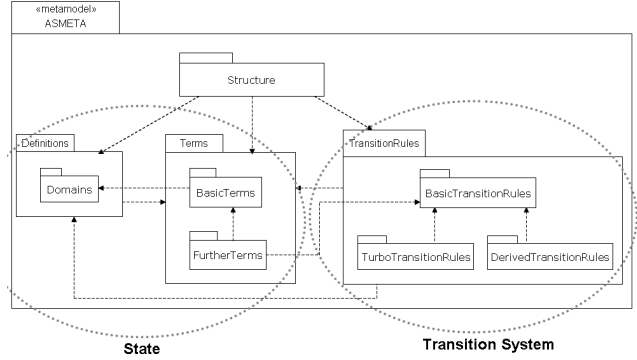 «metamodel»
ASMETA
Structure
Definitions
Terms
TransitionRules
Domains
BasicTerms
BasicTransitionRules
FurtherTerms
TurboTransitionRules
DerivedTransitionRules
State
Transition System